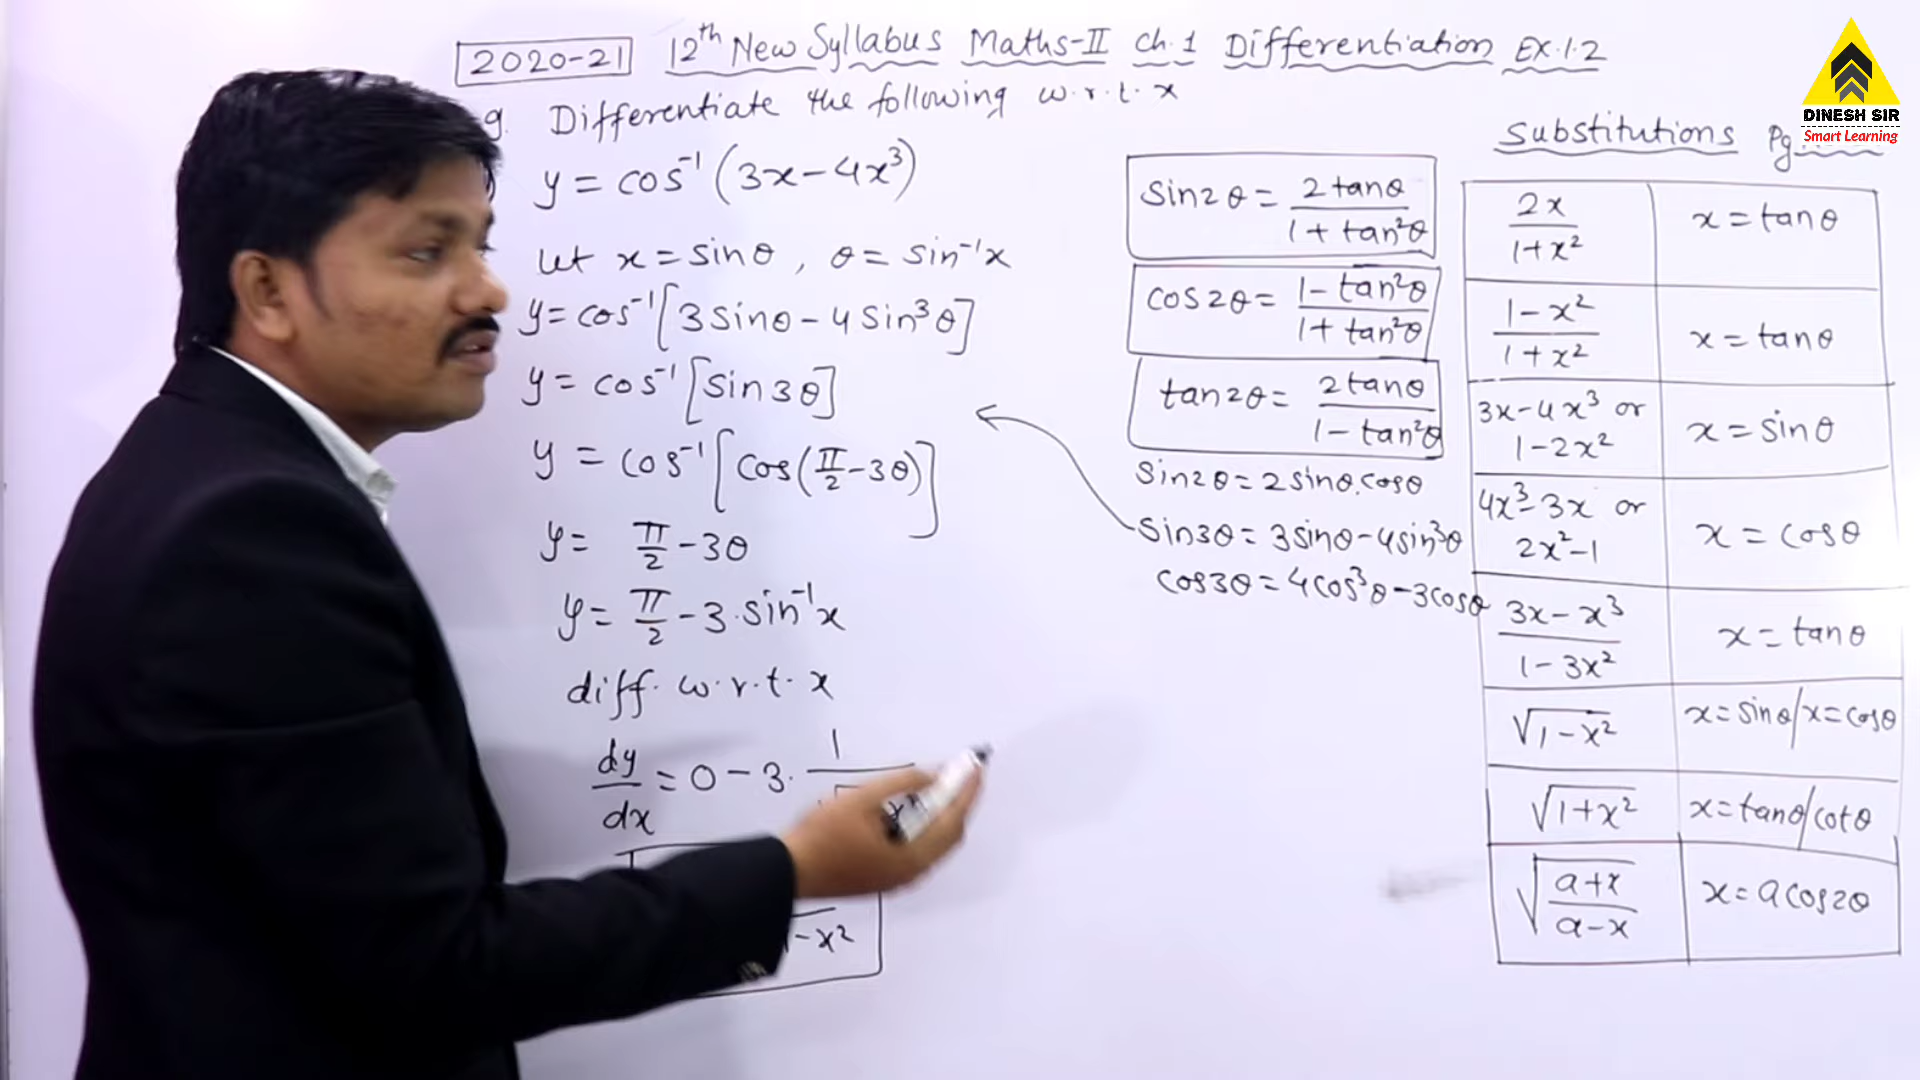 2020-21 12th New Syllabus Maths-II Ch.1 Differentiation Ex.1.2
g. Differentiate the following w.r.t. x
y = cos⁻¹(3x-4x³)
let x = sinθ, θ = sin⁻¹x
y = cos⁻¹[3sinθ-4sin³θ]
y = cos⁻¹[sin3θ]
y = cos⁻¹[cos(π/2-3θ)]
y = π/2-3θ
y = π/2-3.sin⁻¹x
diff. w.r.t. x
dy/dx = 0-3. 1
x²
-x²
sin2θ = 2tanθ/1+tan²θ
cos2θ = 1-tan²θ/1+tan²θ
tan2θ = 2tanθ/1-tan²θ
sin2θ = 2sinθ.cosθ
sin3θ = 3sinθ-4sin³θ
cos3θ = 4cos³θ-3cosθ
Substitutions Pg
2x/1+x² x = tanθ
1-x²/1+x² x = tanθ
3x-4x³ or
1-2x² x = sinθ
4x³-3x or
2x²-1 x = cosθ
3x-x³/1-3x² x = tanθ
√1-x² x = sinθ/x = cosθ
√1+x² x = tanθ/cotθ
√a+x/a-x x = acos2θ
DINESH SIR
Smart Learning